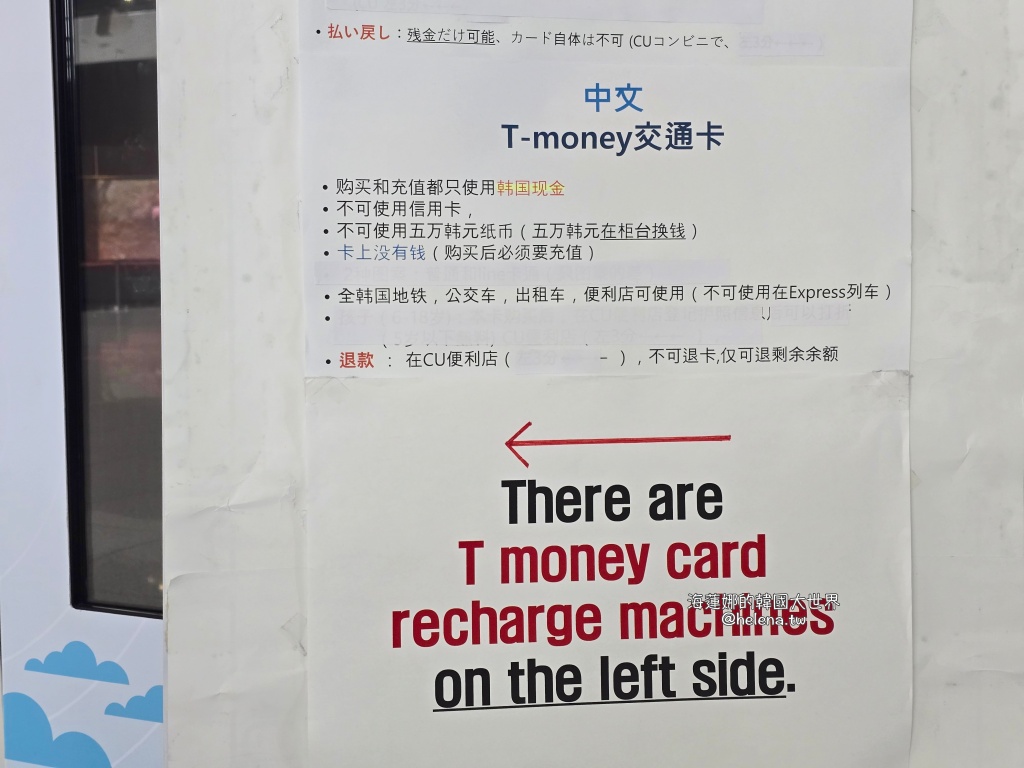 • 払い戻し：残金だけ可能、カード自体は不可 (CUコンビニで、
中文
T-money交通卡
• 购买和充值都只使用韩国现金
• 不可使用信用卡，
• 不可使用五万韩元纸币（五万韩元在柜台换钱）
• 卡上没有钱（购买后必须要充值）
• 全韩国地铁，公交车，出租车，便利店可使用（不可使用在Express列车）
•
• 退款 ： 在CU便利店（ – ），不可退卡,仅可退剩余余额
There are
T money card
recharge machines
on the left side.
海蓮娜的韓國大世界
@helena.tw